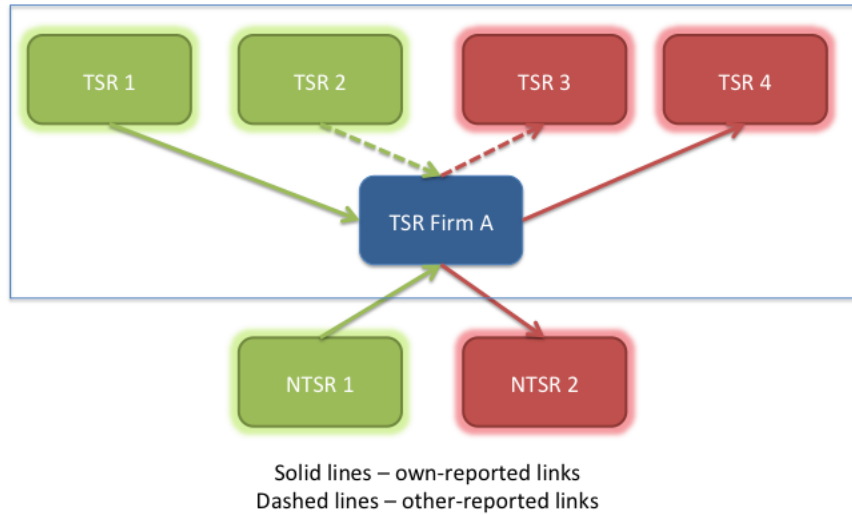 TSR 1
TSR 2
TSR 3
TSR 4
TSR Firm A
NTSR 1
NTSR 2
Solid lines – own-reported links
Dashed lines – other-reported links